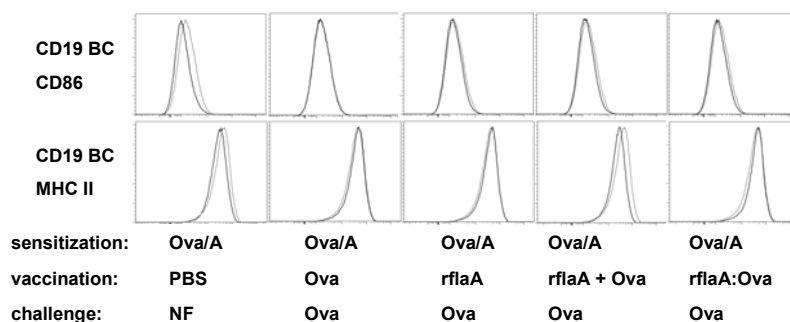 CD19 BC
CD86
CD19 BC
MHC II
sensitization: Ova/A Ova/A Ova/A Ova/A Ova/A
vaccination: PBS Ova rflaA rflaA + Ova rflaA:Ova
challenge: NF Ova Ova Ova Ova